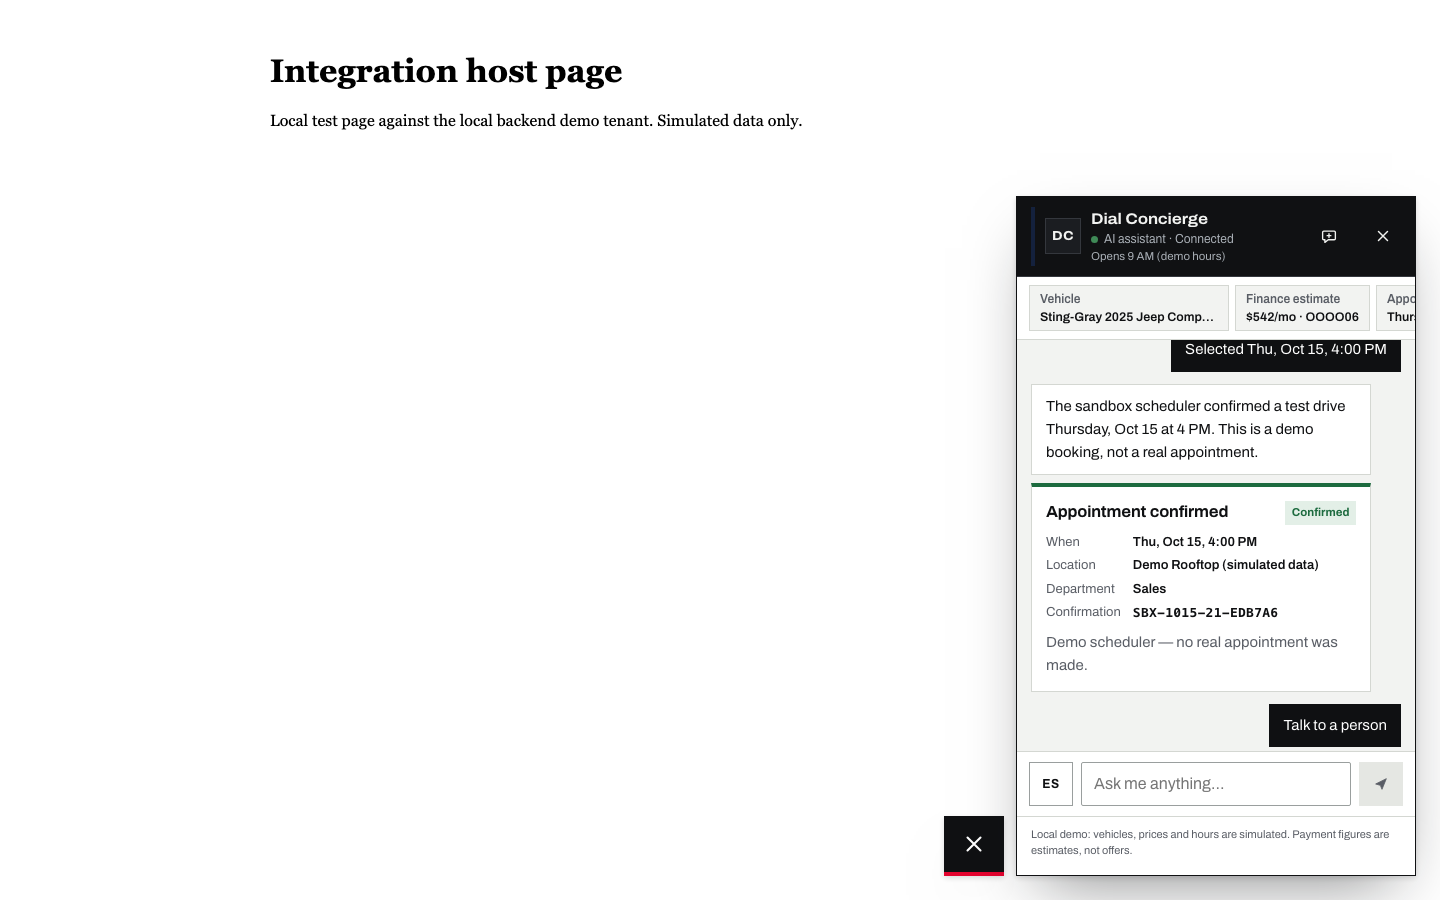 Integration host page
Local test page against the local backend demo tenant. Simulated data only.
DC
Dial Concierge
AI assistant · Connected
Opens 9 AM (demo hours)
Vehicle
Sting-Gray 2025 Jeep Comp...
Finance estimate
$542/mo · OOOO06
Appo
Thurs
Selected Thu, Oct 15, 4:00 PM
The sandbox scheduler confirmed a test drive
Thursday, Oct 15 at 4 PM. This is a demo
booking, not a real appointment.
Appointment confirmed
Confirmed
When Thu, Oct 15, 4:00 PM
Location Demo Rooftop (simulated data)
Department Sales
Confirmation SBX-1015-21-EDB7A6
Demo scheduler — no real appointment was
made.
Talk to a person
ES
Ask me anything...
Local demo: vehicles, prices and hours are simulated. Payment figures are
estimates, not offers.